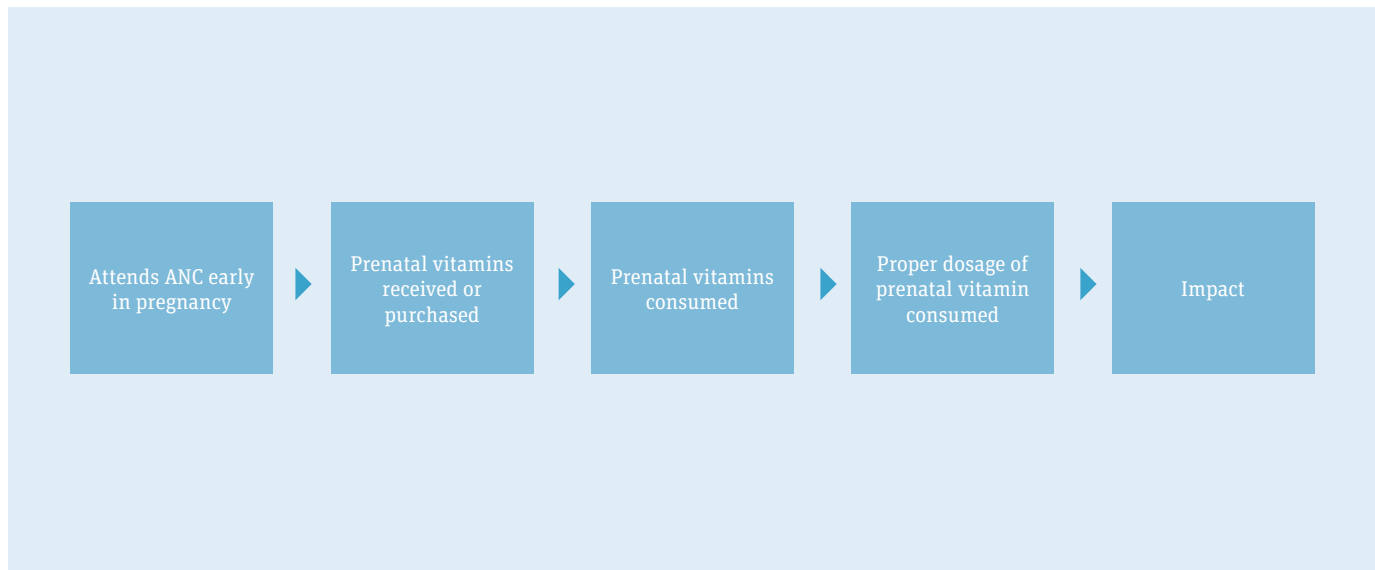 Attends ANC early
in pregnancy
Prenatal vitamins
received or
purchased
Prenatal vitamins
consumed
Proper dosage of
prenatal vitamin
consumed
Impact